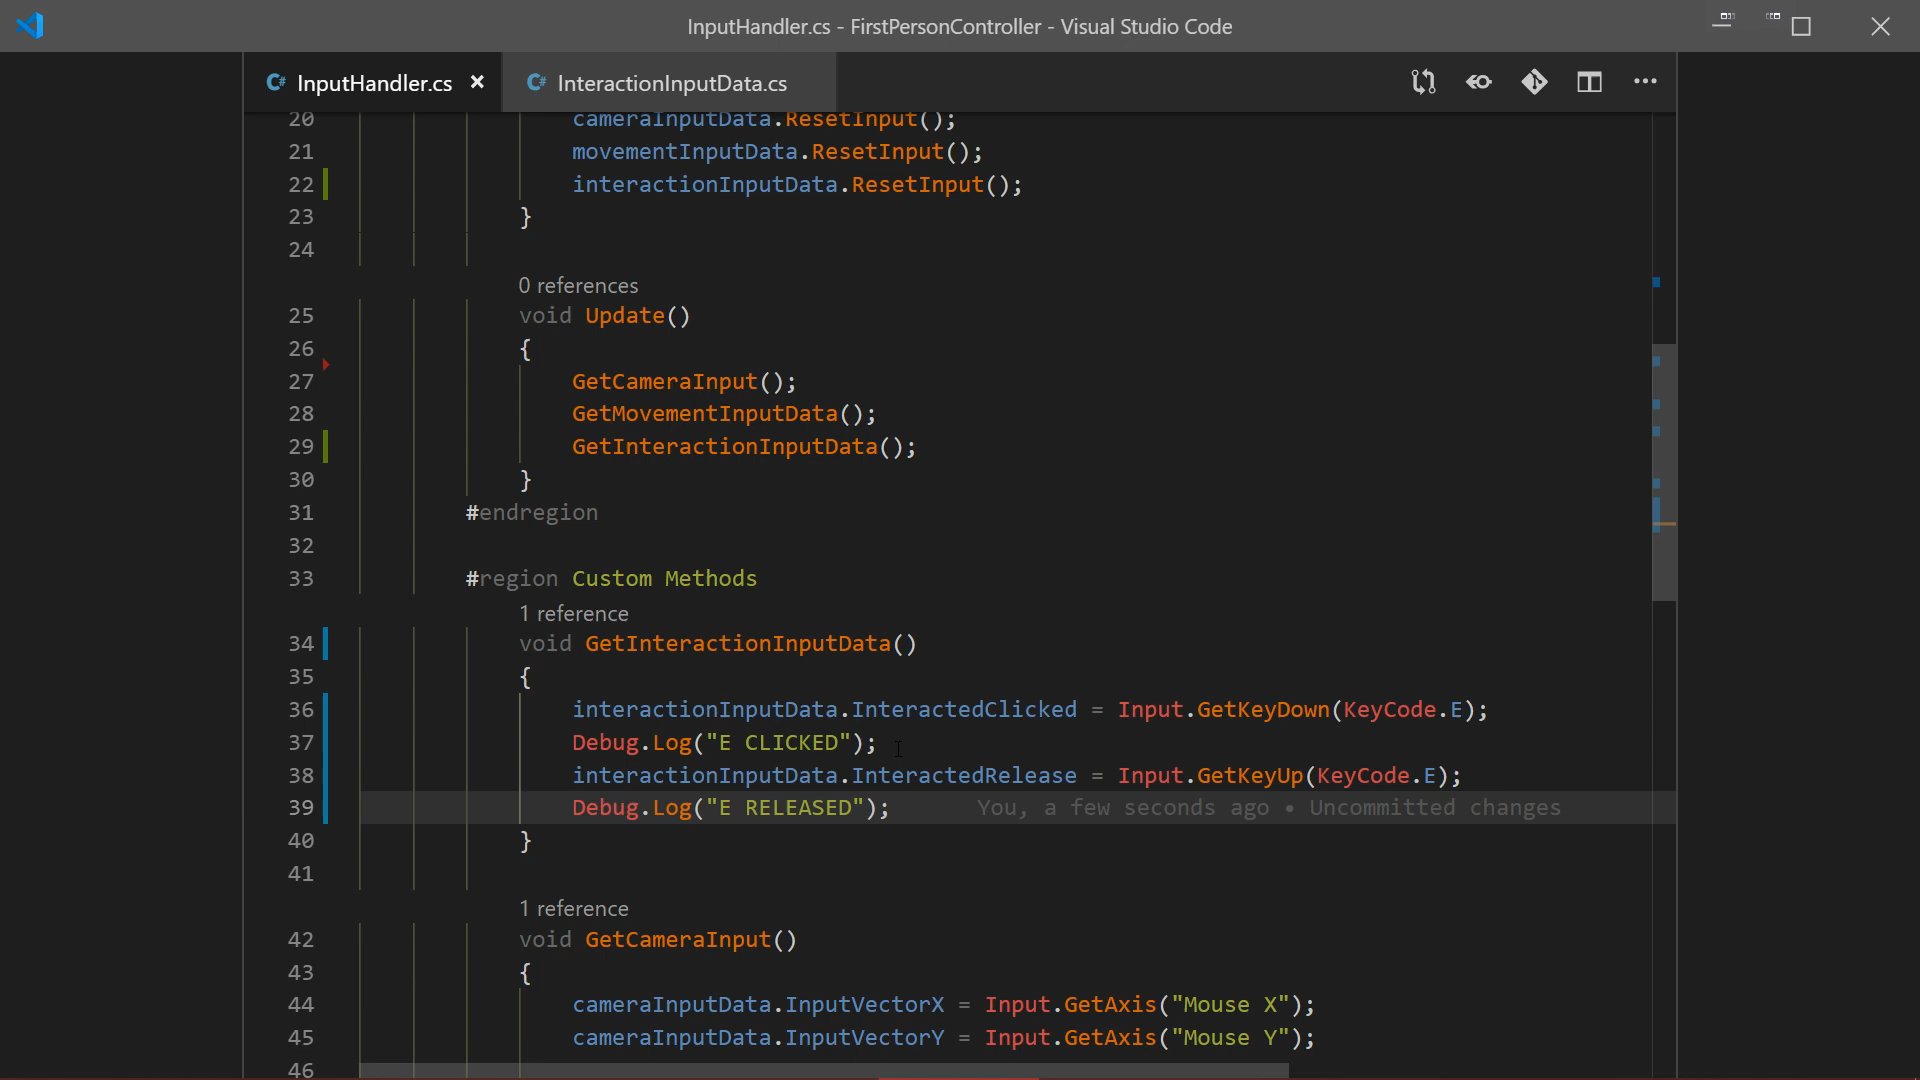 InputHandler.cs - FirstPersonController - Visual Studio Code
InputHandler.cs InteractionInputData.cs
20 cameraInputData.ResetInput();
21 movementInputData.ResetInput();
22 interactionInputData.ResetInput();
23 }
24
0 references
25 void Update()
26 {
27 GetCameraInput();
28 GetMovementInputData();
29 GetInteractionInputData();
30 }
31 #endregion
32
33 #region Custom Methods
1 reference
34 void GetInteractionInputData()
35 {
36 interactionInputData.InteractedClicked = Input.GetKeyDown(KeyCode.E);
37 Debug.Log("E CLICKED");
38 interactionInputData.InteractedRelease = Input.GetKeyUp(KeyCode.E);
39 Debug.Log("E RELEASED"); You, a few seconds ago • Uncommitted changes
40 }
41
1 reference
42 void GetCameraInput()
43 {
44 cameraInputData.InputVectorX = Input.GetAxis("Mouse X");
45 cameraInputData.InputVectorY = Input.GetAxis("Mouse Y");
46